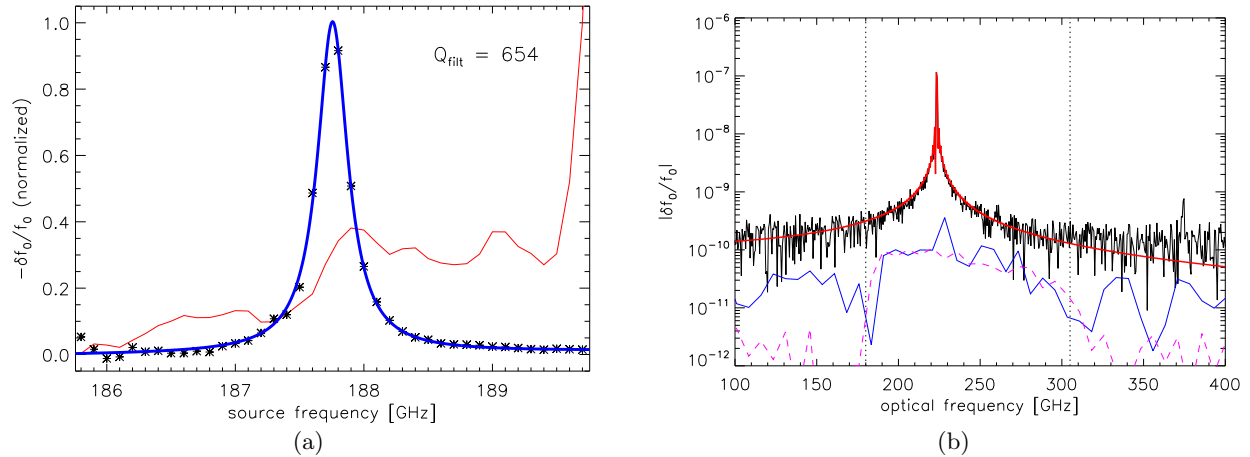 1.0
0.8
0.6
0.4
0.2
0.0
−δf₀/f₀ (normalized)
Q_filt = 654
186 187 188 189
source frequency [GHz]
(a)
10⁻⁶
10⁻⁷
10⁻⁸
10⁻⁹
10⁻¹⁰
10⁻¹¹
10⁻¹²
|δf₀/f₀|
100 150 200 250 300 350 400
optical frequency [GHz]
(b)